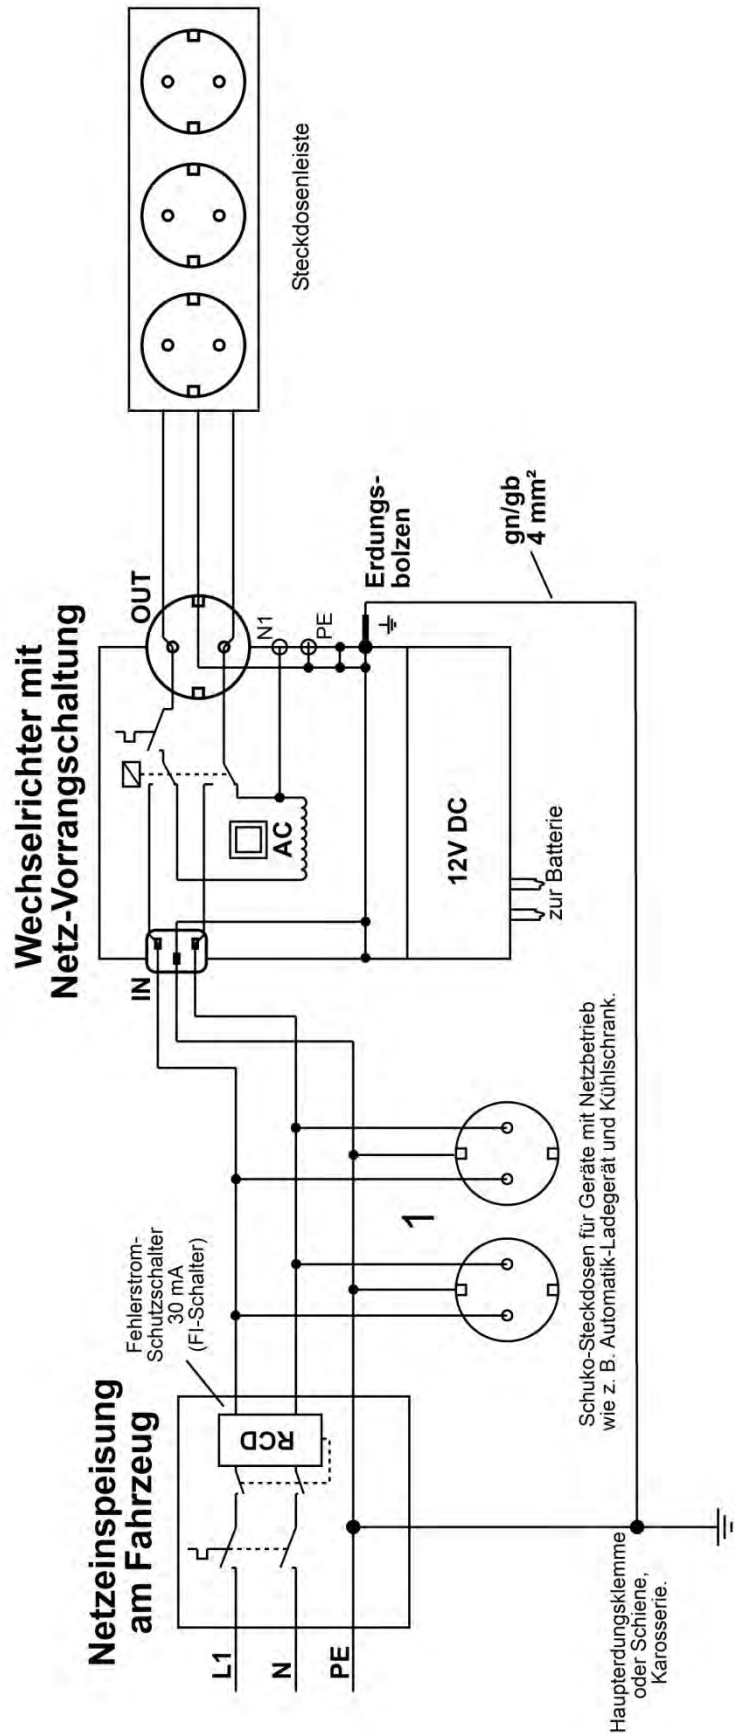 Netzeinspeisung
am Fahrzeug
L1
N
PE
RCD
Fehlerstrom-
Schutzschalter
30 mA
(FI-Schalter)
Haupterdungsklemme
oder Schiene,
Karosserie.
1
Schuko-Steckdosen für Geräte mit Netzbetrieb
wie z. B. Automatik-Ladegerät und Kühlschrank.
Wechselrichter mit
Netz-Vorrangschaltung
IN
AC
12V DC
zur Batterie
OUT
N1
PE
Erdungs-
bolzen
gn/gb
4 mm²
Steckdosenleiste